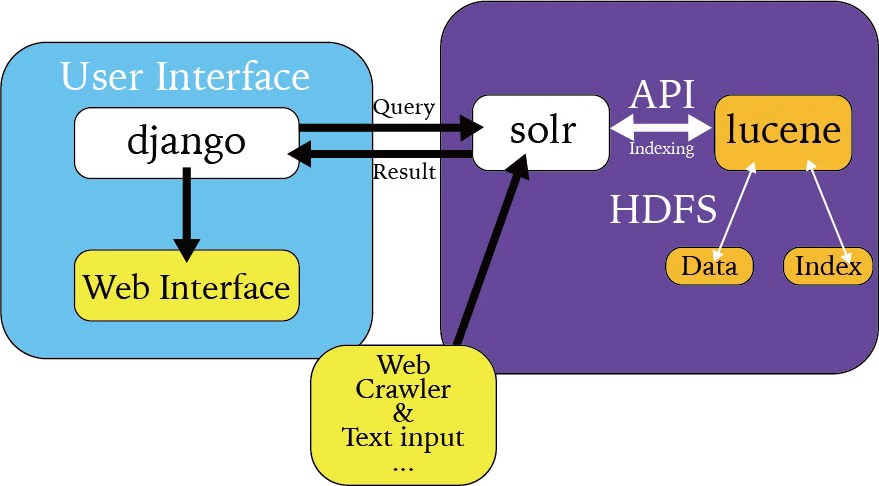 User Interface
django
Web Interface
Query
Result
solr
API
Indexing
lucene
HDFS
Data
Index
Web
Crawler
&
Text input
...